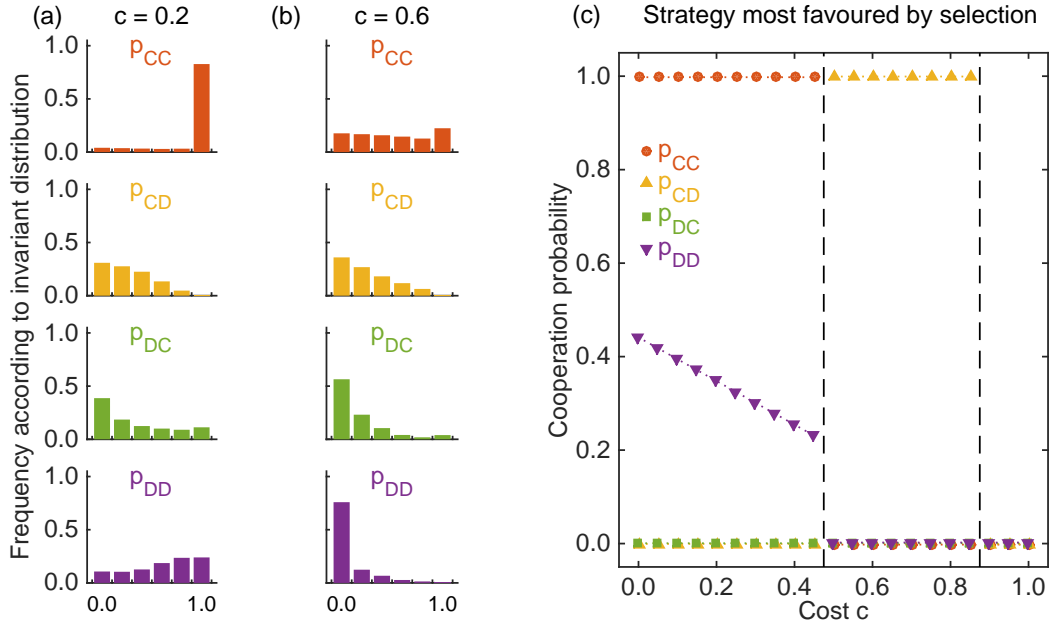 (a) c = 0.2
(b) c = 0.6
(c) Strategy most favoured by selection
Frequency according to invariant distribution
1.0
0.5
0.0
pCC
pCC
1.0
0.5
0.0
pCD
pCD
1.0
0.5
0.0
pDC
pDC
1.0
0.5
0.0
pDD
pDD
0.0 1.0
0.0 1.0
Cooperation probability
1.0
0.8
0.6
0.4
0.2
0.0
pCC
pCD
pDC
pDD
0.0 0.2 0.4 0.6 0.8 1.0
Cost c